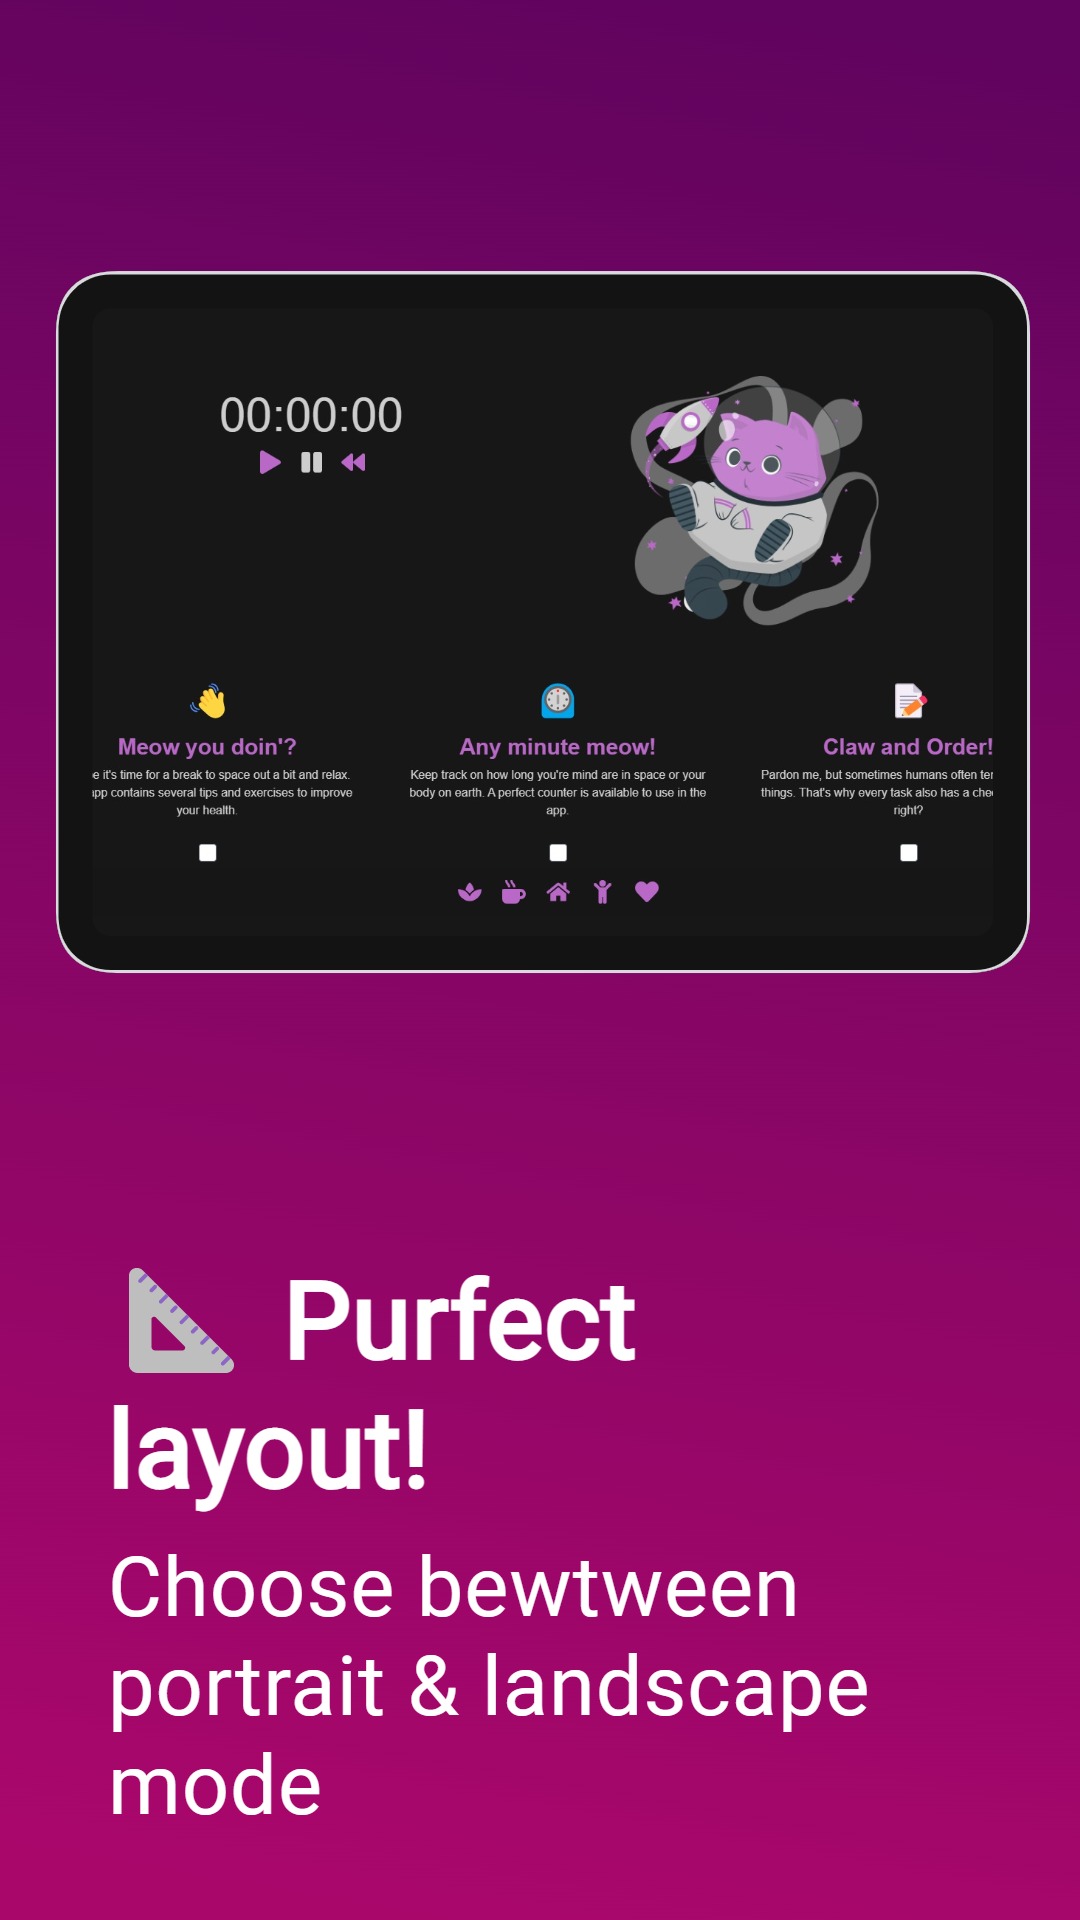 00:00:00
Meow you doin'?
e it's time for a break to space out a bit and relax.
app contains several tips and exercises to improve
your health.
Any minute meow!
Keep track on how long you're mind are in space or your
body on earth. A perfect counter is available to use in the
app.
Claw and Order!
Pardon me, but sometimes humans often
things. That's why every task also has a
right?
Purfect
layout!
Choose bewtween
portrait & landscape
mode